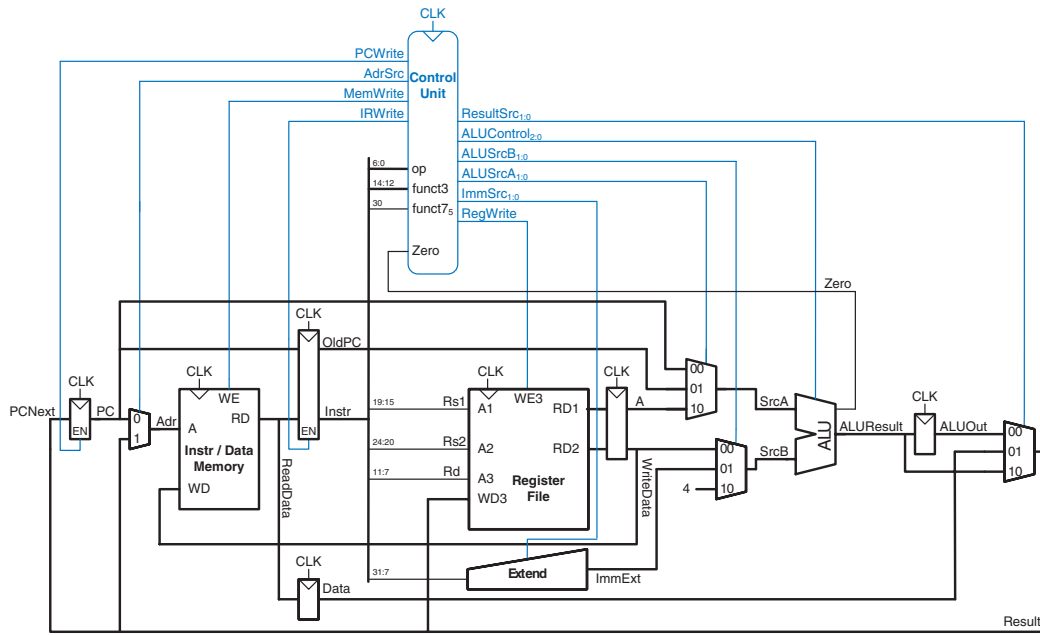 CLK
PCWrite
AdrSrc
MemWrite
IRWrite
Control
Unit
ResultSrc1:0
ALUControl2:0
ALUSrcB1:0
ALUSrcA1:0
ImmSrc1:0
RegWrite
6:0
op
14:12
funct3
30
funct75
Zero
Zero
CLK
OldPC
CLK
PCNext
PC
EN
0
1
Adr
CLK
WE
RD
A
Instr / Data
Memory
WD
ReadData
EN
Instr
19:15
Rs1
24:20
Rs2
11:7
Rd
CLK
WE3
A1
RD1
A2
RD2
A3
Register
File
WD3
CLK
A
WriteData
00
01
10
SrcA
00
01
4
10
SrcB
ALU
ALUResult
CLK
ALUOut
00
01
10
31:7
Extend
ImmExt
CLK
Data
Result